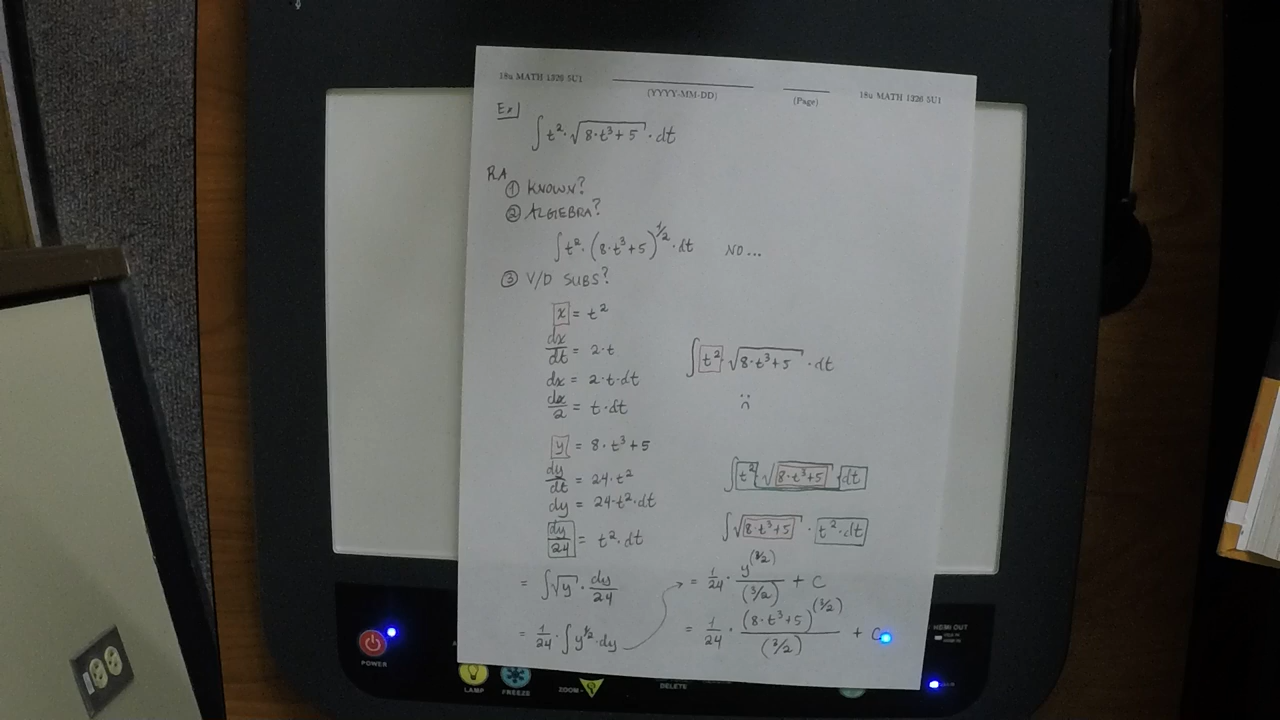 18u MATH 1326 5U1 (YYYY-MM-DD) (Page) 18u MATH 1326 5U1
Ex1
∫ t²·√(8·t³+5)·dt
RA
① KNOWN?
② ALGEBRA?
∫ t²·(8·t³+5)^(1/2)·dt NO...
③ V/D SUBS?
x = t²
dx/dt = 2·t
dx = 2·t·dt
dx/2 = t·dt
∫ t²·√(8·t³+5)·dt
y = 8·t³+5
dy/dt = 24·t²
dy = 24·t²·dt
dy/24 = t²·dt
∫ t²·√(8·t³+5)·dt
∫ √(8·t³+5)·t²·dt
= ∫ √y·dy/24
= 1/24·∫ y^(1/2)·dy
= 1/24·y^(3/2)/(3/2) + C
= 1/24·(8·t³+5)^(3/2)/(3/2) + C
POWER
LAMP
FREEZE
ZOOM -
DELETE
HDMI OUT